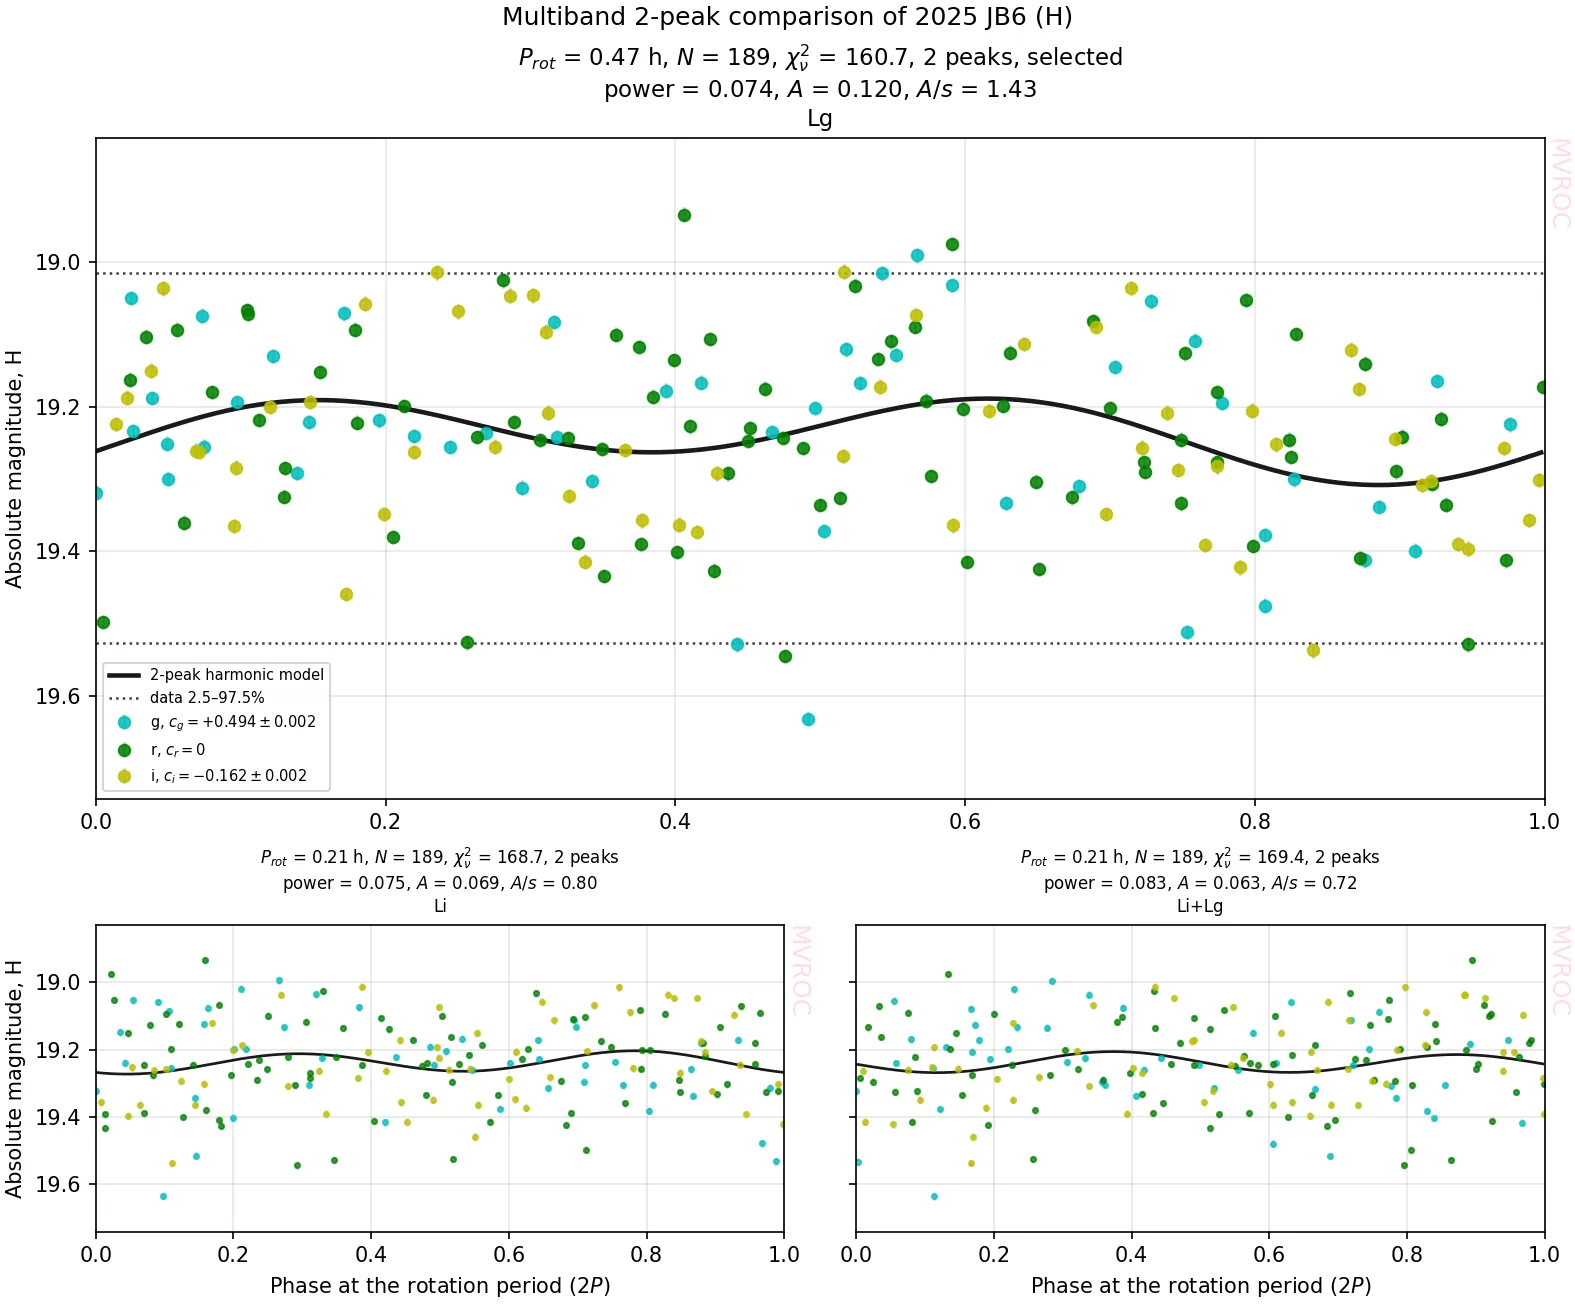 Multiband 2-peak comparison of 2025 JB6 (H)
P_rot = 0.47 h, N = 189, χ²_ν = 160.7, 2 peaks, selected
power = 0.074, A = 0.120, A/s = 1.43
Lg
MVROC
19.0
19.2
19.4
19.6
Absolute magnitude, H
2-peak harmonic model
data 2.5–97.5%
g, c_g = +0.494 ± 0.002
r, c_r = 0
i, c_i = −0.162 ± 0.002
0.0 0.2 0.4 0.6 0.8 1.0
P_rot = 0.21 h, N = 189, χ²_ν = 168.7, 2 peaks
power = 0.075, A = 0.069, A/s = 0.80
Li
MVROC
19.0
19.2
19.4
19.6
Absolute magnitude, H
0.0 0.2 0.4 0.6 0.8 1.0
Phase at the rotation period (2P)
P_rot = 0.21 h, N = 189, χ²_ν = 169.4, 2 peaks
power = 0.083, A = 0.063, A/s = 0.72
Li+Lg
MVROC
0.0 0.2 0.4 0.6 0.8 1.0
Phase at the rotation period (2P)